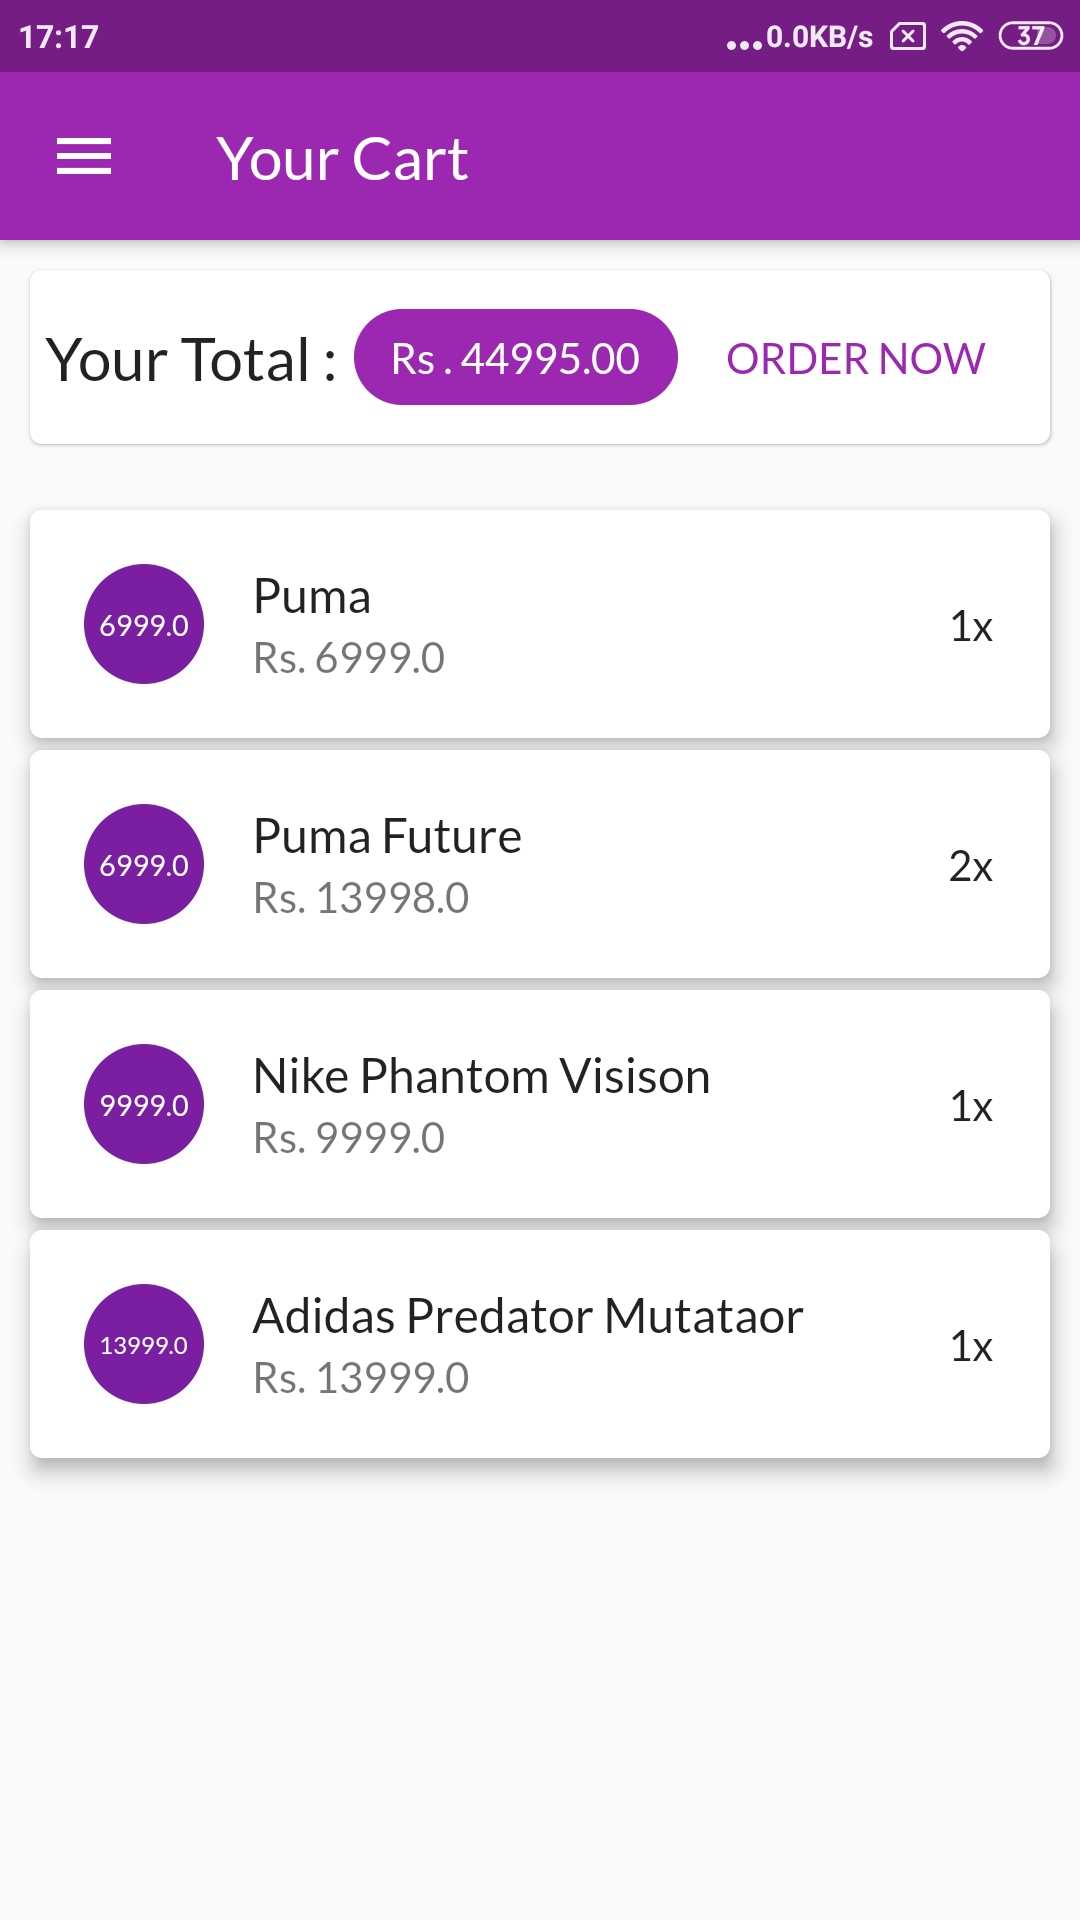 17:17 ...0.0KB/s 37
Your Cart
Your Total : Rs . 44995.00 ORDER NOW
Puma
6999.0 1x
Rs. 6999.0
Puma Future
6999.0 2x
Rs. 13998.0
Nike Phantom Visison
9999.0 1x
Rs. 9999.0
Adidas Predator Mutataor
13999.0 1x
Rs. 13999.0